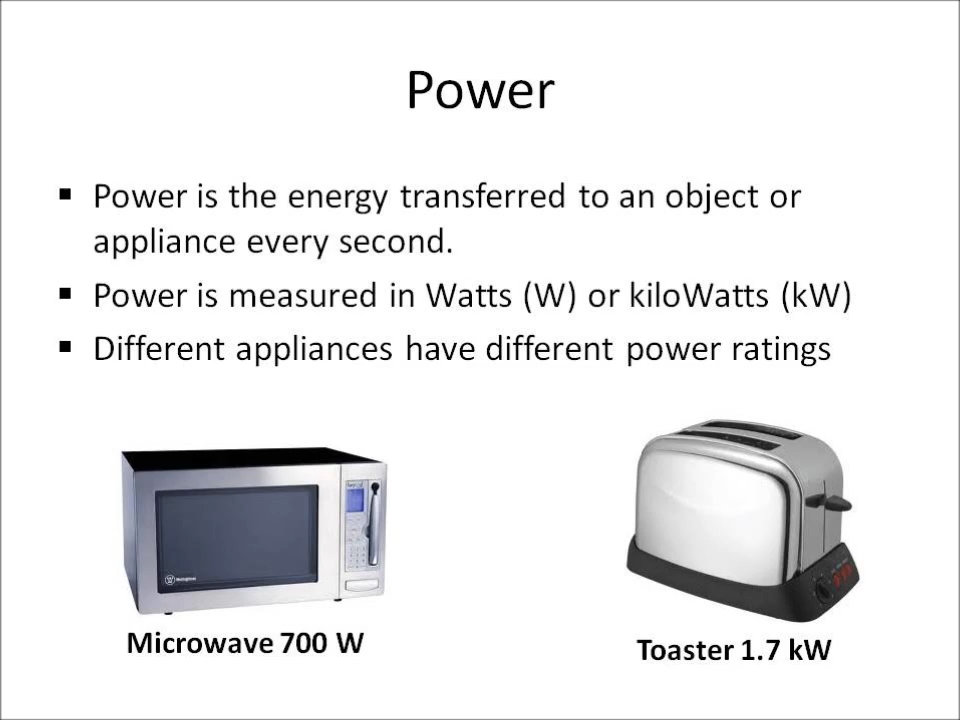 Power
▪ Power is the energy transferred to an object or
appliance every second.
▪ Power is measured in Watts (W) or kiloWatts (kW)
▪ Different appliances have different power ratings
Microwave 700 W
Toaster 1.7 kW